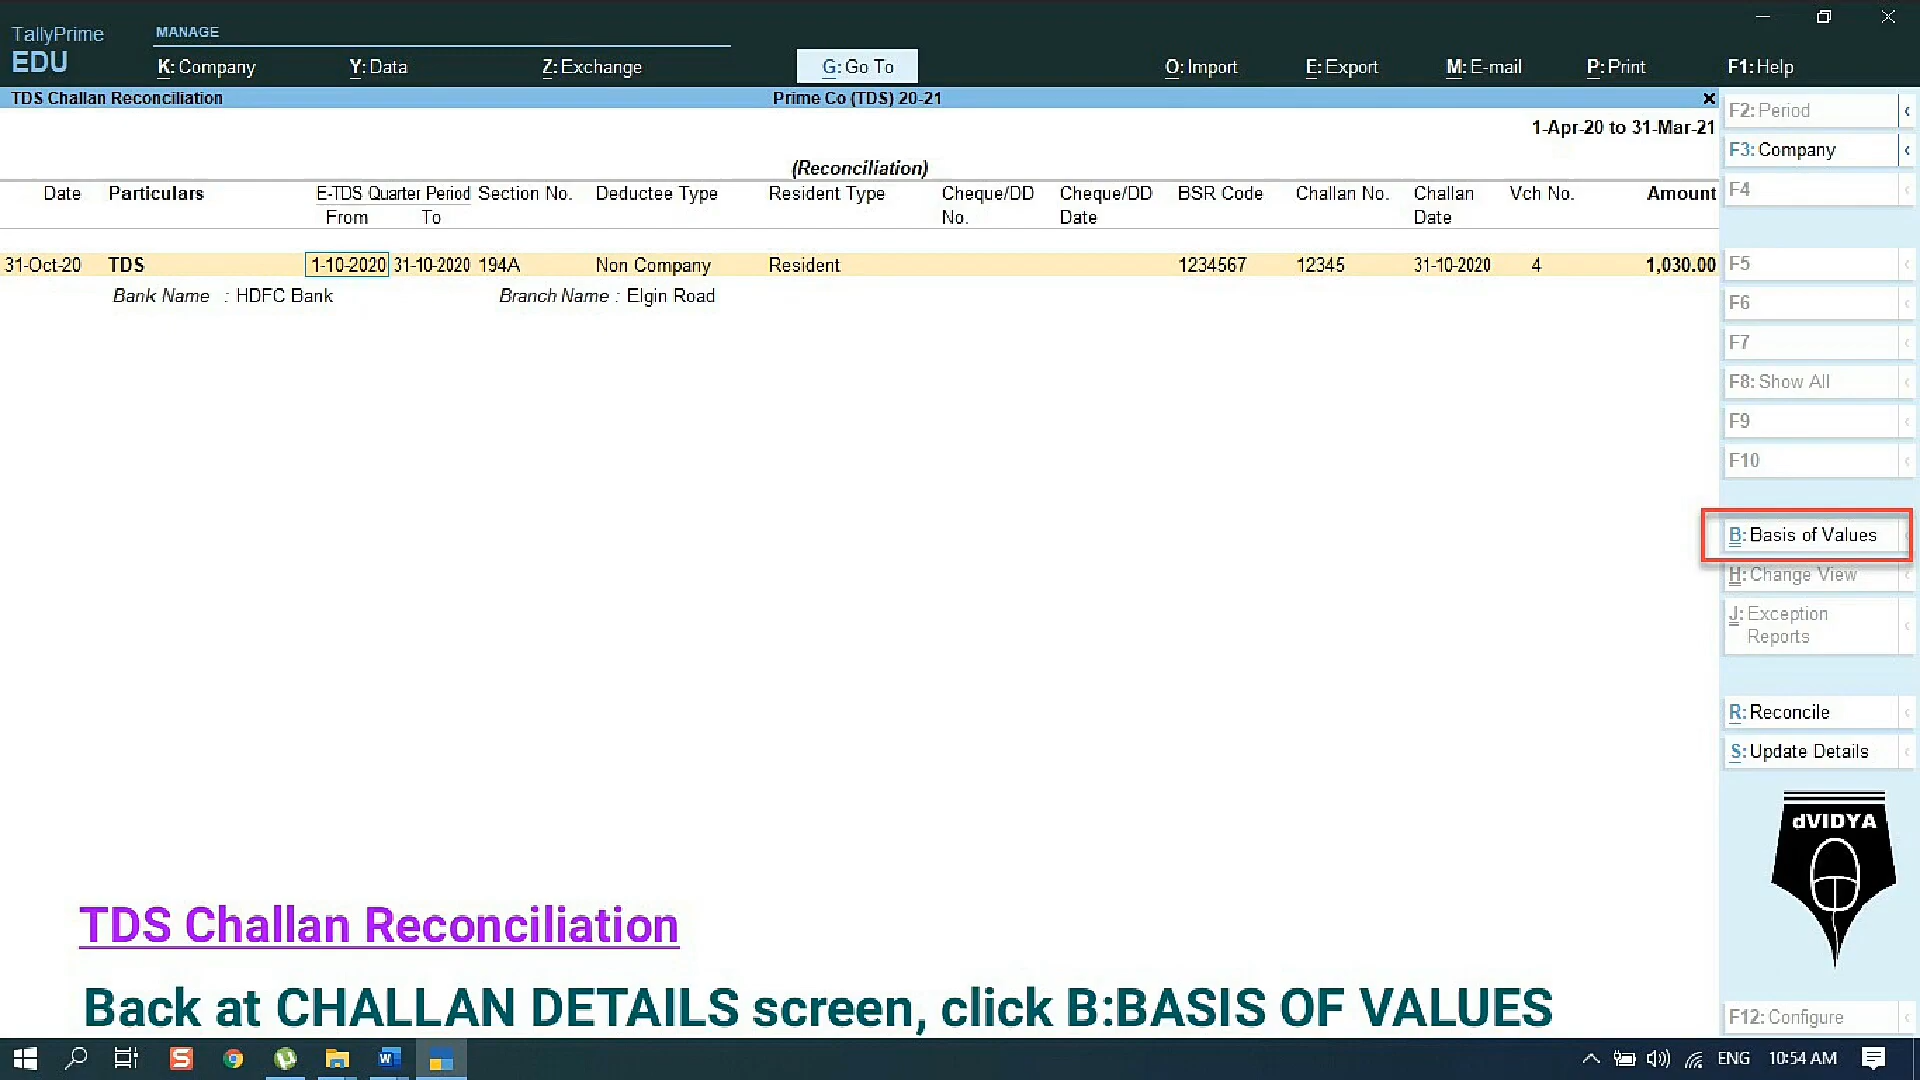 TallyPrime
EDU
MANAGE
K: Company
Y: Data
Z: Exchange
G: Go To
O: Import
E: Export
M: E-mail
P: Print
F1: Help
TDS Challan Reconciliation
Prime Co (TDS) 20-21
1-Apr-20 to 31-Mar-21
(Reconciliation)
Date Particulars E-TDS Quarter Period Section No. Deductee Type Resident Type Cheque/DD Cheque/DD BSR Code Challan No. Challan Vch No. Amount
From To No. Date Date
31-Oct-20 TDS 1-10-2020 31-10-2020 194A Non Company Resident 1234567 12345 31-10-2020 4 1,030.00
Bank Name : HDFC Bank Branch Name : Elgin Road
F2: Period
F3: Company
F4
F5
F6
F7
F8: Show All
F9
F10
B: Basis of Values
H: Change View
J: Exception
Reports
R: Reconcile
S: Update Details
dVIDYA
F12: Configure
TDS Challan Reconciliation
Back at CHALLAN DETAILS screen, click B:BASIS OF VALUES
S
W
ENG 10:54 AM